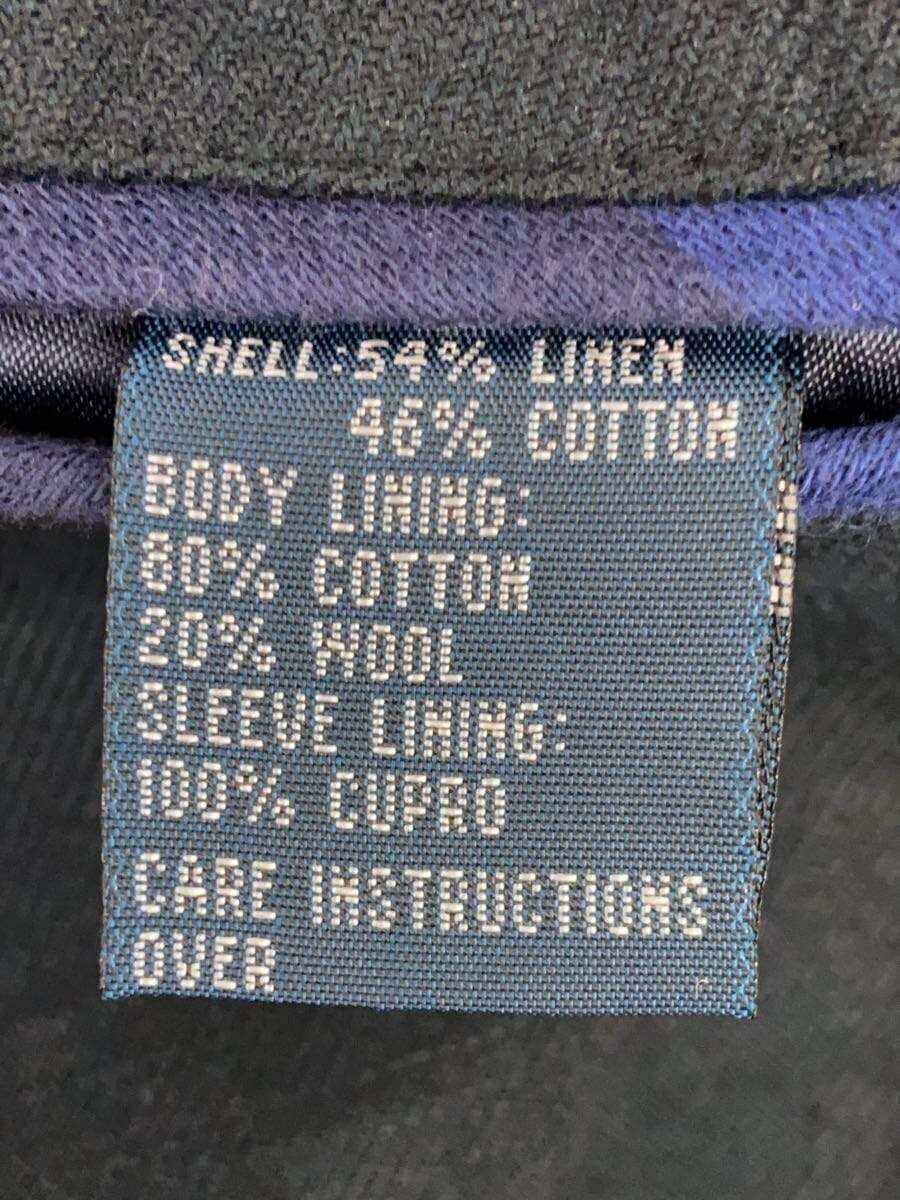 SHELL:54% LINEN
46% COTTON
BODY LINING:
80% COTTON
20% WOOL
SLEEVE LINING:
100% CUPRO
CARE INSTRUCTIONS
OVER